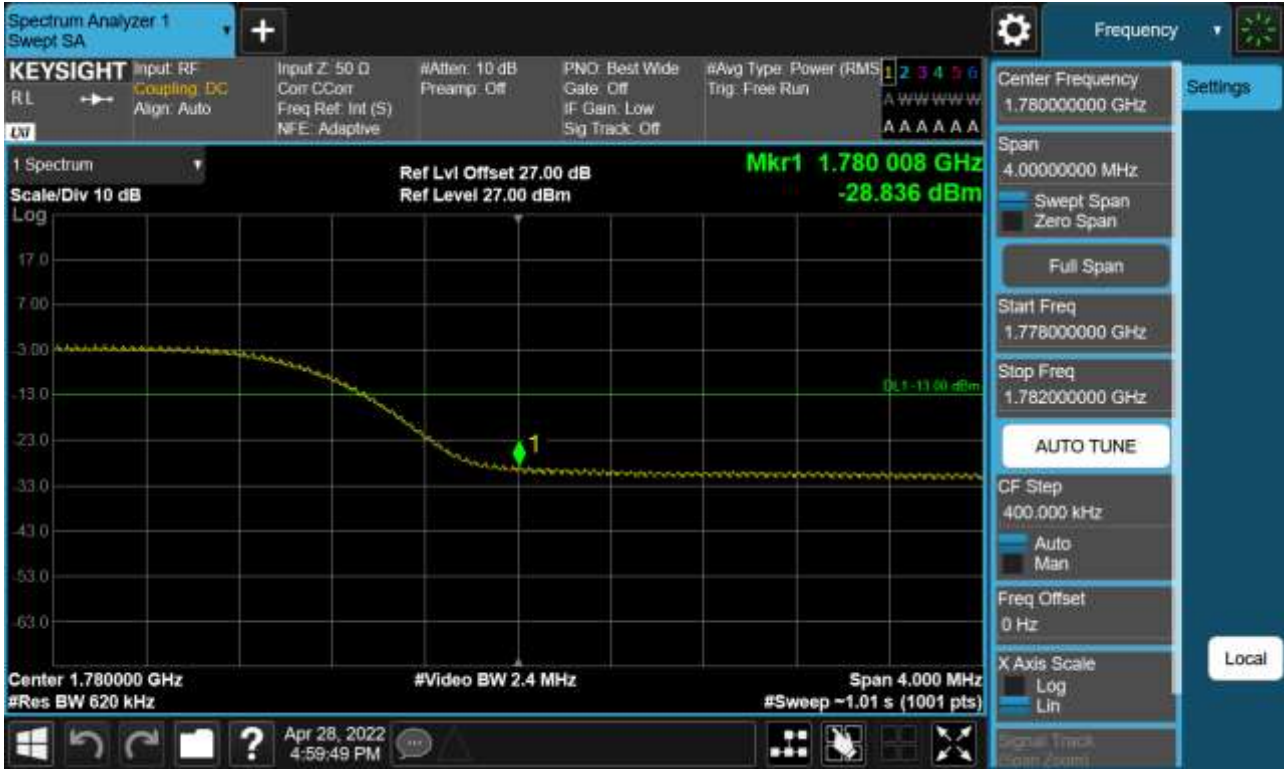 Spectrum Analyzer 1
Swept SA
+
Frequency
KEYSIGHT
RL
LXI
Input: RF
Coupling: DC
Align: Auto
Input Z: 50 Ω
Corr CCorr
Freq Ref: Int (S)
NFE: Adaptive
#Atten: 10 dB
Preamp: Off
PNO: Best Wide
Gate: Off
IF Gain: Low
Sig Track: Off
#Avg Type: Power (RMS
Trig: Free Run
1 2 3 4 5 6
A W W W W W
A A A A A A
1 Spectrum
Scale/Div 10 dB
Log
Ref Lvl Offset 27.00 dB
Ref Level 27.00 dBm
Mkr1 1.780 008 GHz
-28.836 dBm
17.0
7.00
-3.00
-13.0
-23.0
-33.0
-43.0
-53.0
-63.0
DL1 -13.00 dBm
1
Center 1.780000 GHz
#Res BW 620 kHz
#Video BW 2.4 MHz
Span 4.000 MHz
#Sweep ~1.01 s (1001 pts)
Center Frequency
1.780000000 GHz
Settings
Span
4.00000000 MHz
Swept Span
Zero Span
Full Span
Start Freq
1.778000000 GHz
Stop Freq
1.782000000 GHz
AUTO TUNE
CF Step
400.000 kHz
Auto
Man
Freq Offset
0 Hz
X Axis Scale
Log
Lin
Local
Signal Track
(Span Zoom)
?
Apr 28, 2022
4:59:49 PM